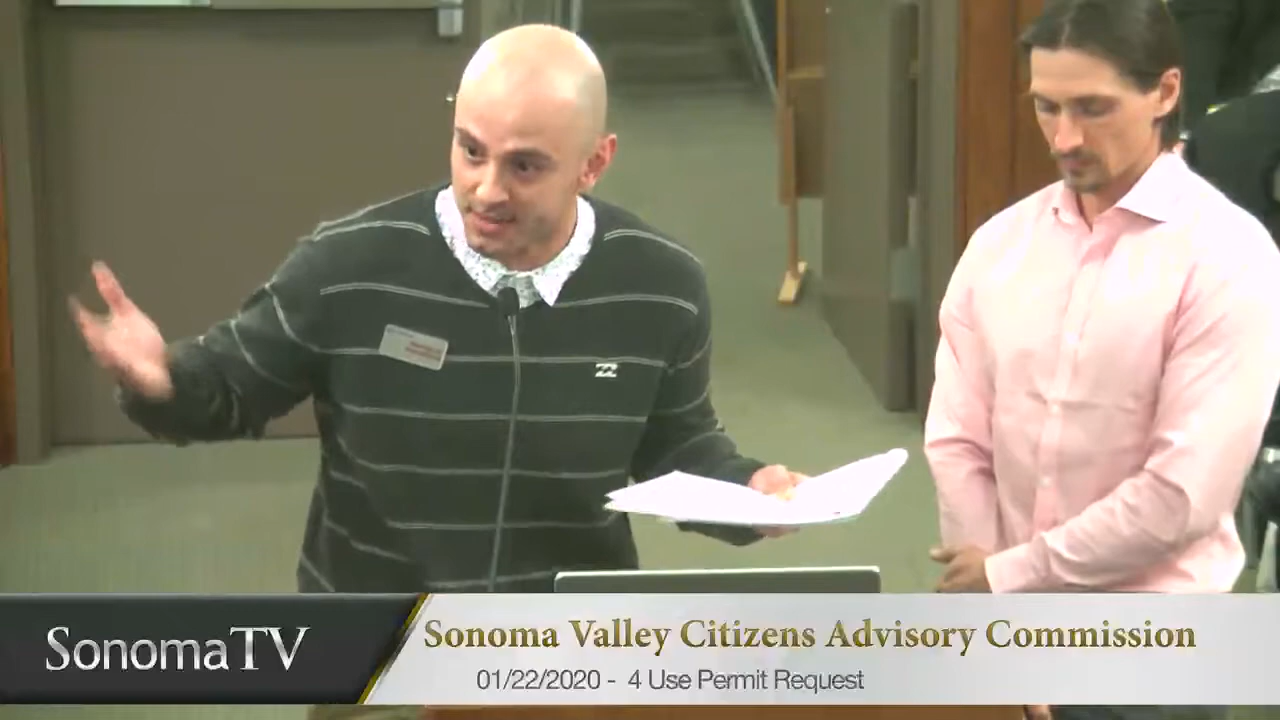 SonomaTV
Sonoma Valley Citizens Advisory Commission
01/22/2020 - 4 Use Permit Request